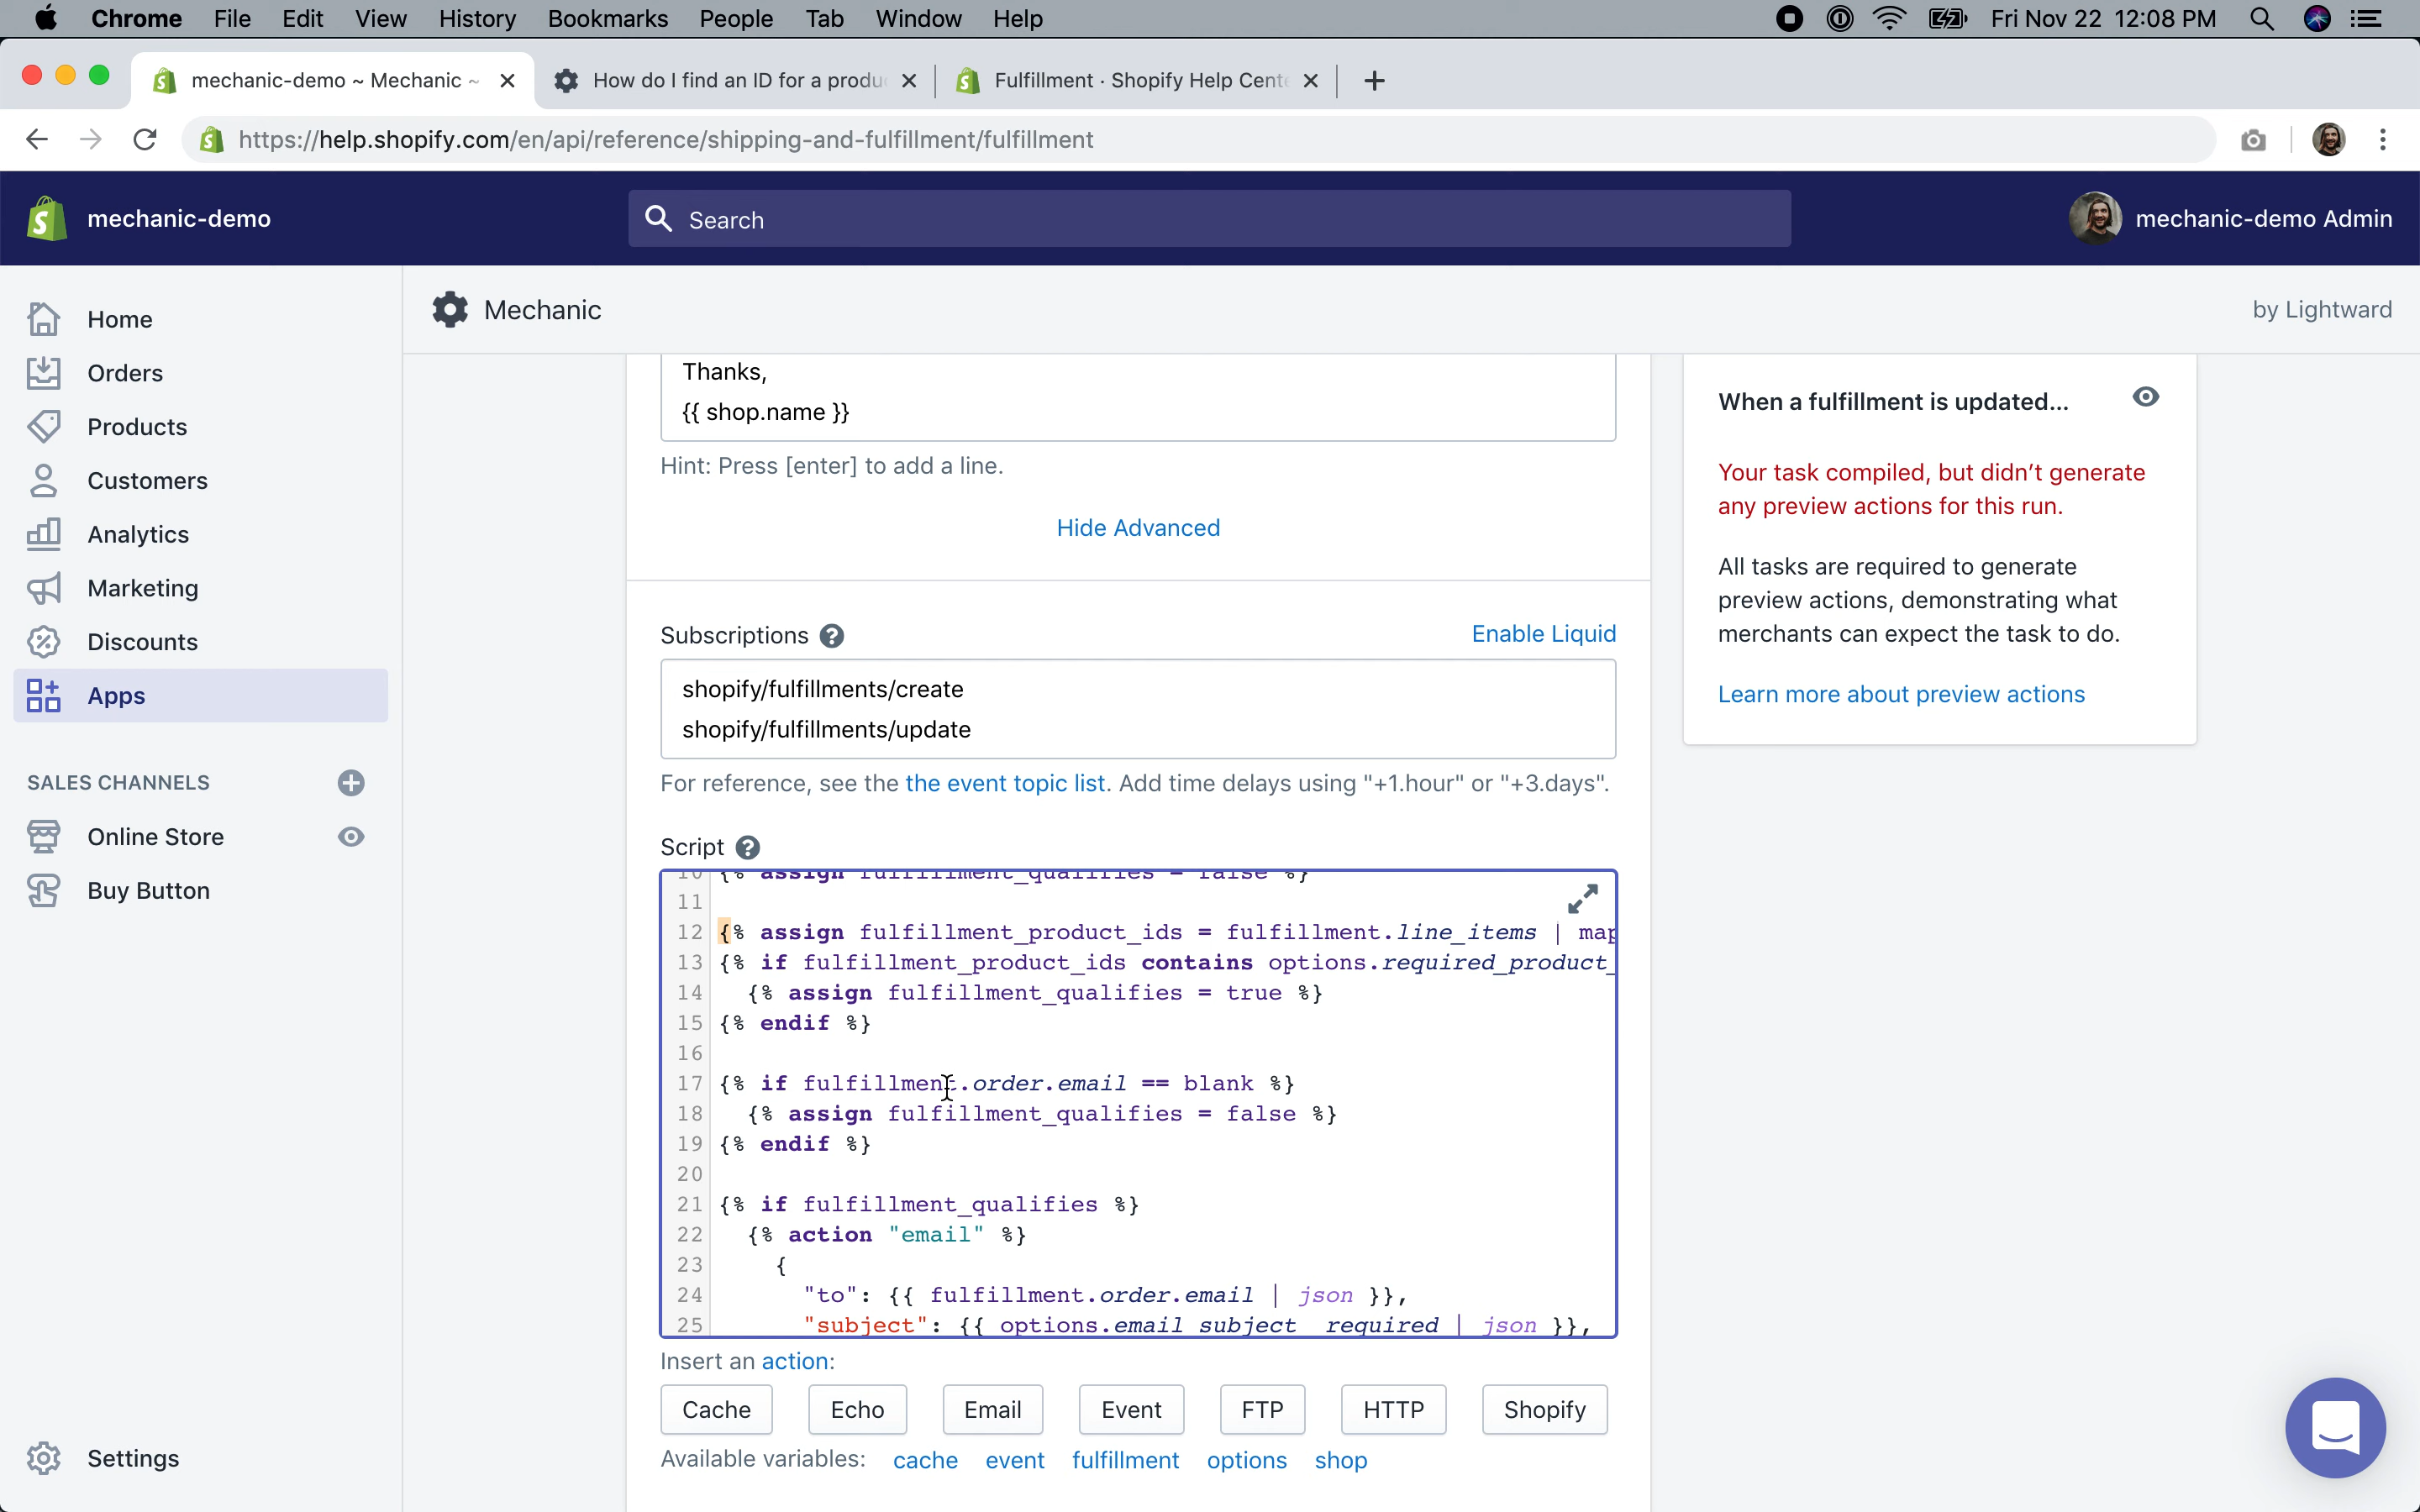 Chrome File Edit View History Bookmarks People Tab Window Help Fri Nov 22 12:08 PM
mechanic-demo ~ Mechanic ~ How do I find an ID for a produ Fulfillment · Shopify Help Cente
https://help.shopify.com/en/api/reference/shipping-and-fulfillment/fulfillment
mechanic-demo Search mechanic-demo Admin
Mechanic by Lightward
Home
Orders
Products
Customers
Analytics
Marketing
Discounts
Apps
SALES CHANNELS
Online Store
Buy Button
Settings
Thanks,
{{ shop.name }}
Hint: Press [enter] to add a line.
Hide Advanced
Subscriptions Enable Liquid
shopify/fulfillments/create
shopify/fulfillments/update
For reference, see the the event topic list. Add time delays using "+1.hour" or "+3.days".
Script
10 {% assign fulfillment_qualifies = false %}
11
12 {% assign fulfillment_product_ids = fulfillment.line_items | map
13 {% if fulfillment_product_ids contains options.required_product_
14 {% assign fulfillment_qualifies = true %}
15 {% endif %}
16
17 {% if fulfillment.order.email == blank %}
18 {% assign fulfillment_qualifies = false %}
19 {% endif %}
20
21 {% if fulfillment_qualifies %}
22 {% action "email" %}
23 {
24 "to": {{ fulfillment.order.email | json }},
25 "subject": {{ options.email_subject__required | json }},
Insert an action:
Cache Echo Email Event FTP HTTP Shopify
Available variables: cache event fulfillment options shop
When a fulfillment is updated...
Your task compiled, but didn't generate
any preview actions for this run.
All tasks are required to generate
preview actions, demonstrating what
merchants can expect the task to do.
Learn more about preview actions